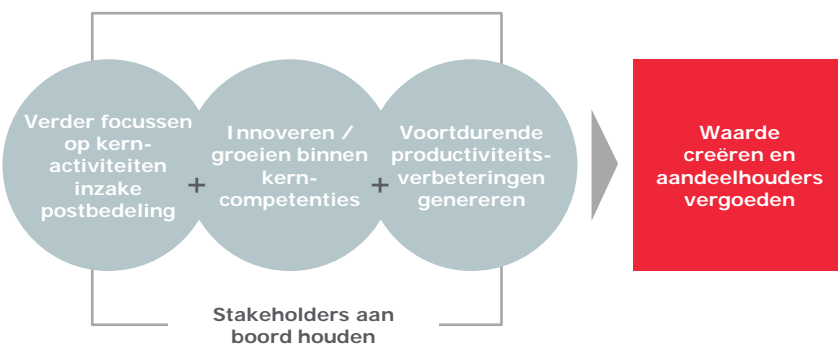 Verder focussen
op kern-
activiteiten
inzake
postbedeling
+
Innoveren /
groeien binnen
kern-
competenties
+
Voortdurende
productiviteits-
verbeteringen
genereren
Waarde
creëren en
aandeelhouders
vergoeden
Stakeholders aan
boord houden